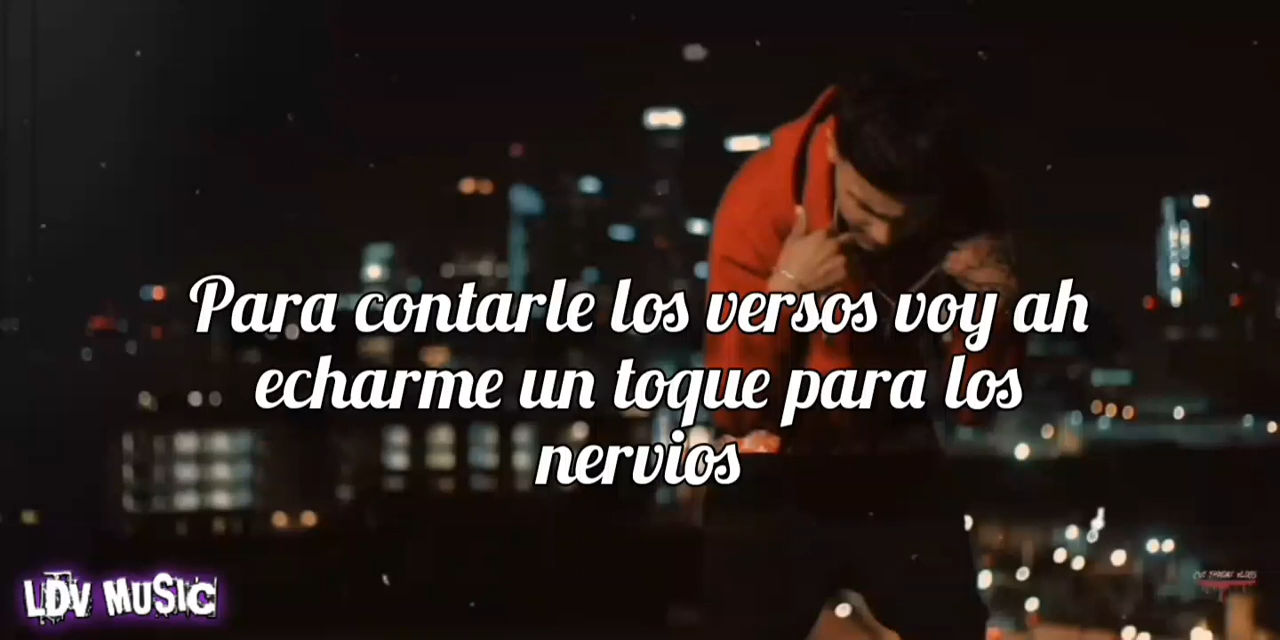 Para contarle los versos voy ah
echarme un toque para los
nervios
LDV MUSIC